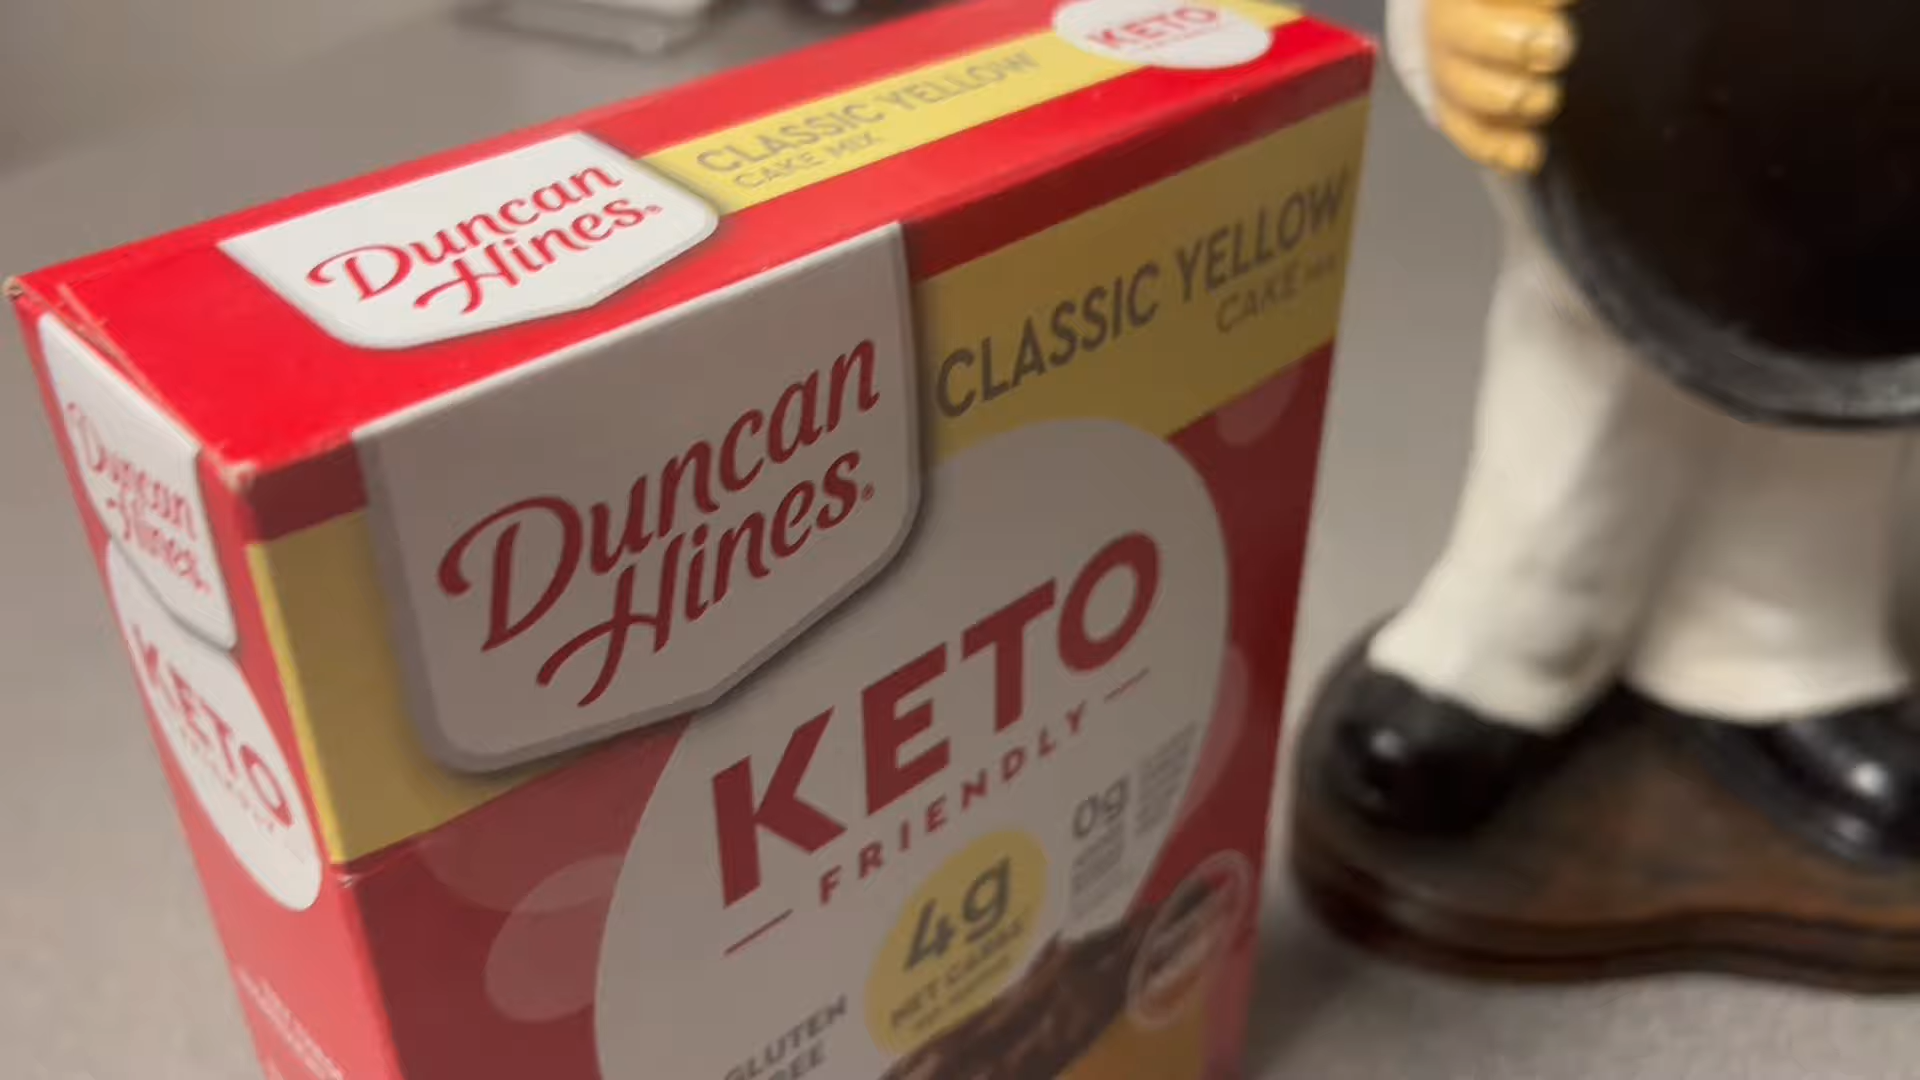 CLASSIC YELLOW
CAKE MIX
KETO
Duncan
Hines®
Duncan
Hines®
CLASSIC YELLOW
CAKE MIX
KETO
FRIENDLY
4g
NET CARBS
0g
GLUTEN
FREE
Duncan
Hines®
KETO